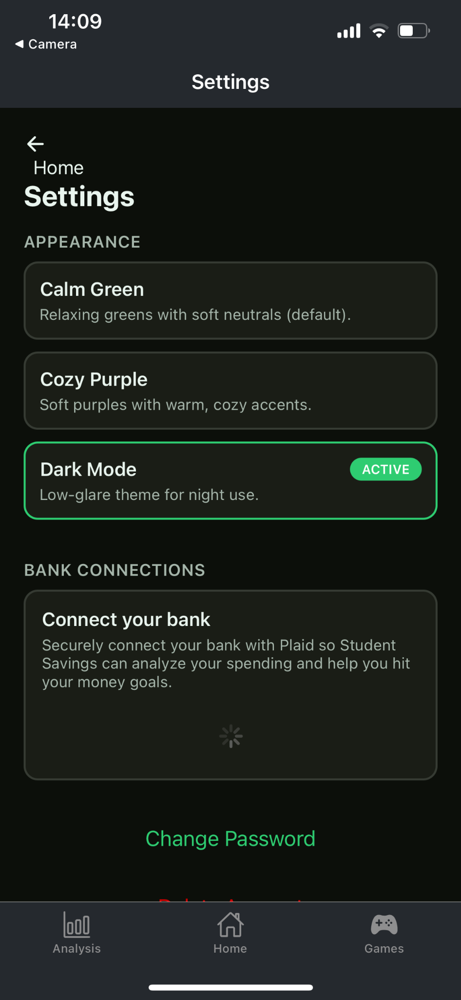 14:09
Camera
Settings
Home
Settings
APPEARANCE
Calm Green
Relaxing greens with soft neutrals (default).
Cozy Purple
Soft purples with warm, cozy accents.
Dark Mode
ACTIVE
Low-glare theme for night use.
BANK CONNECTIONS
Connect your bank
Securely connect your bank with Plaid so Student
Savings can analyze your spending and help you hit
your money goals.
Change Password
Analysis
Home
Games